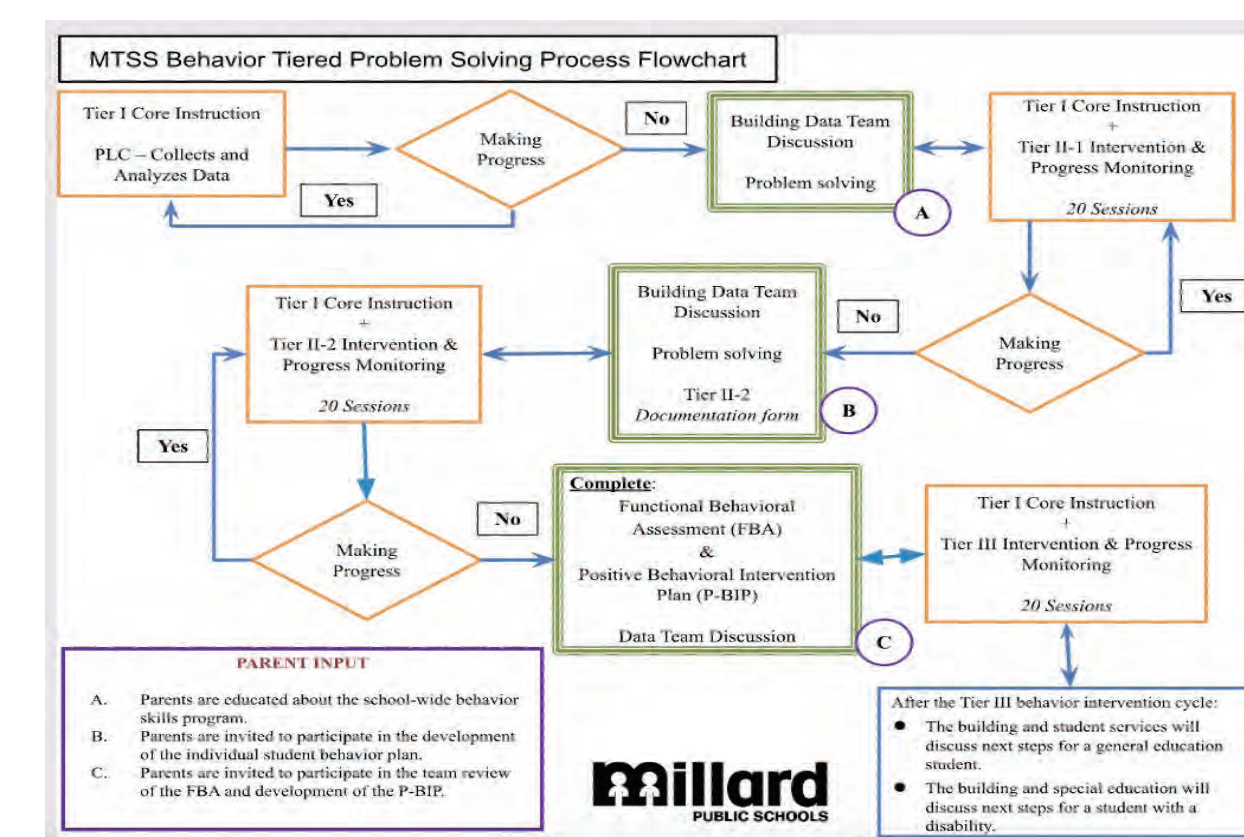 MTSS Behavior Tiered Problem Solving Process Flowchart
Tier I Core Instruction
PLC – Collects and
Analyzes Data
Making
Progress
No
Yes
Building Data Team
Discussion
Problem solving
A
Tier I Core Instruction
+
Tier II-1 Intervention &
Progress Monitoring
20 Sessions
Making
Progress
Yes
No
Building Data Team
Discussion
Problem solving
Tier II-2
Documentation form
B
Tier I Core Instruction
+
Tier II-2 Intervention &
Progress Monitoring
20 Sessions
Yes
Making
Progress
No
Complete:
Functional Behavioral
Assessment (FBA)
&
Positive Behavioral Intervention
Plan (P-BIP)
Data Team Discussion
C
Tier I Core Instruction
+
Tier III Intervention & Progress
Monitoring
20 Sessions
PARENT INPUT
A. Parents are educated about the school-wide behavior
skills program.
B. Parents are invited to participate in the development
of the individual student behavior plan.
C. Parents are invited to participate in the team review
of the FBA and development of the P-BIP.
Millard
PUBLIC SCHOOLS
After the Tier III behavior intervention cycle:
● The building and student services will
discuss next steps for a general education
student.
● The building and special education will
discuss next steps for a student with a
disability.